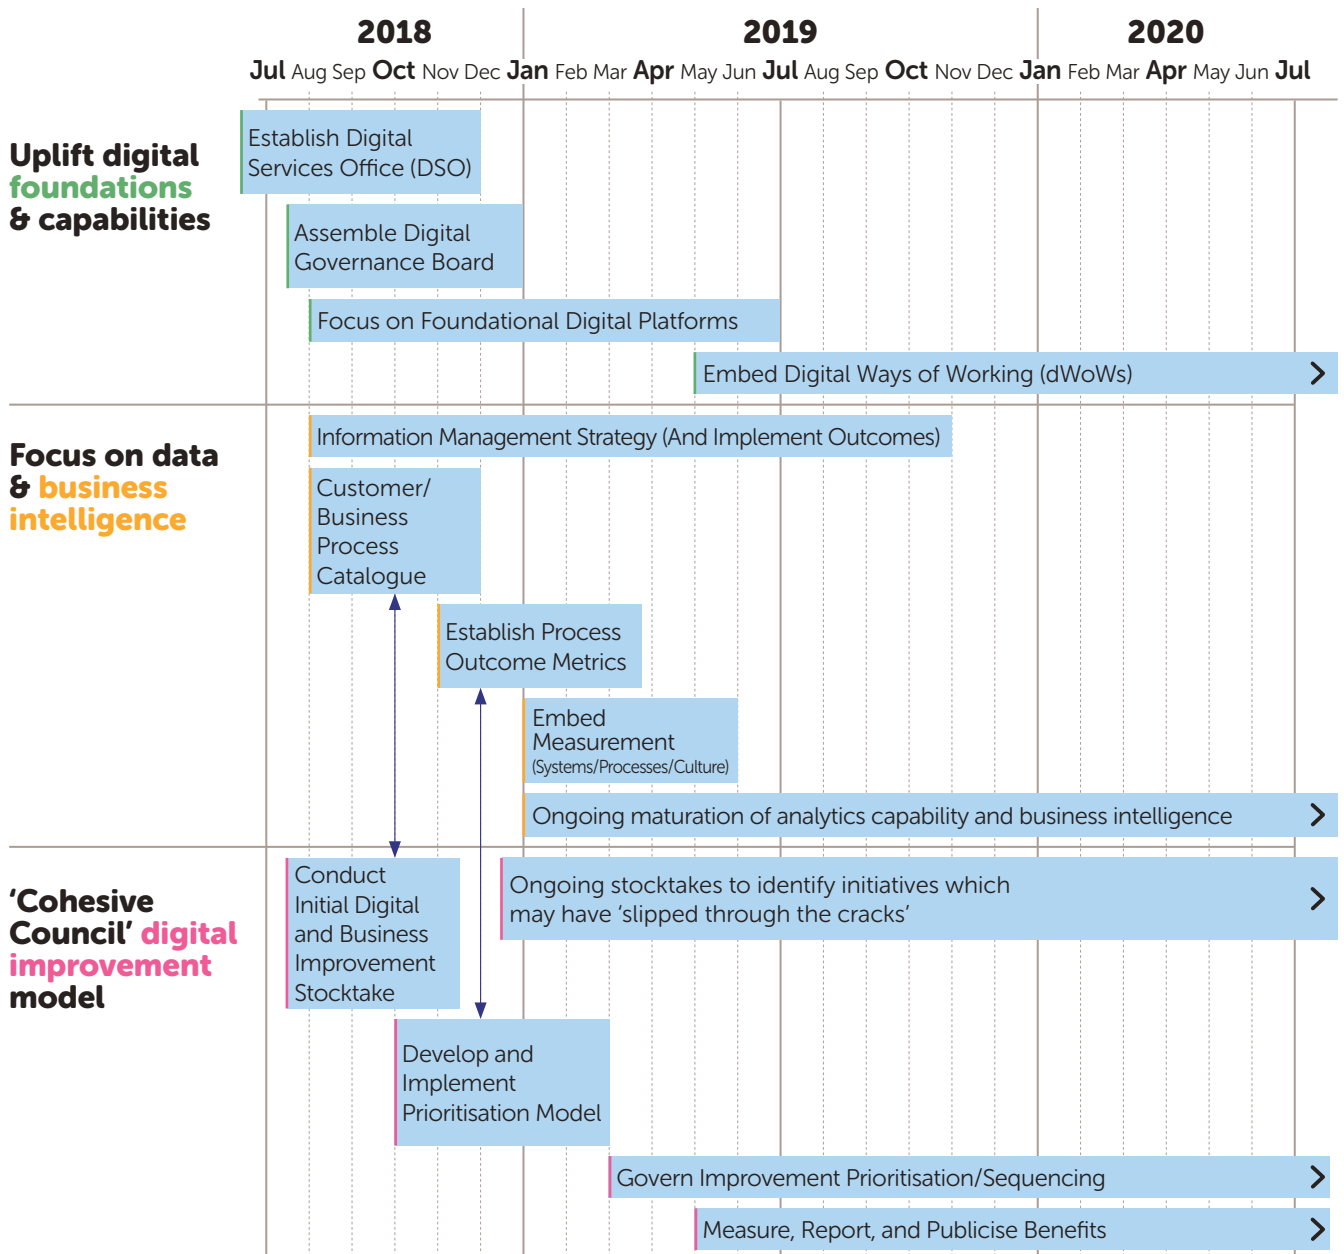 2018 2019 2020
Jul Aug Sep Oct Nov Dec Jan Feb Mar Apr May Jun Jul Aug Sep Oct Nov Dec Jan Feb Mar Apr May Jun Jul
Uplift digital
foundations
& capabilities
Establish Digital
Services Office (DSO)
Assemble Digital
Governance Board
Focus on Foundational Digital Platforms
Embed Digital Ways of Working (dWoWs)
Focus on data
& business
intelligence
Information Management Strategy (And Implement Outcomes)
Customer/
Business
Process
Catalogue
Establish Process
Outcome Metrics
Embed
Measurement
(Systems/Processes/Culture)
Ongoing maturation of analytics capability and business intelligence
‘Cohesive
Council’ digital
improvement
model
Conduct
Initial Digital
and Business
Improvement
Stocktake
Ongoing stocktakes to identify initiatives which
may have ‘slipped through the cracks’
Develop and
Implement
Prioritisation Model
Govern Improvement Prioritisation/Sequencing
Measure, Report, and Publicise Benefits